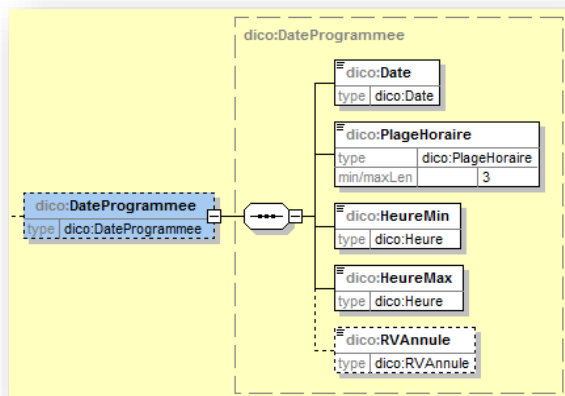 dico:DateProgrammee
dico:Date
type dico:Date
dico:PlageHoraire
type dico:PlageHoraire
min/maxLen 3
dico:DateProgrammee
type dico:DateProgrammee
dico:HeureMin
type dico:Heure
dico:HeureMax
type dico:Heure
dico:RVAnnule
type dico:RVAnnule